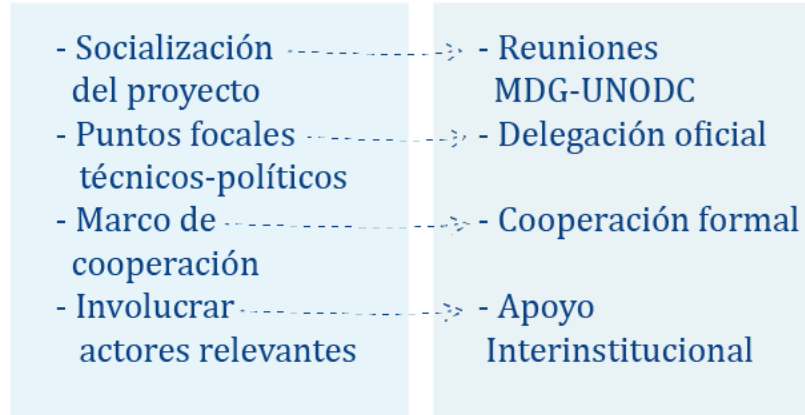 - Socialización
del proyecto
- Puntos focales
técnicos-políticos
- Marco de
cooperación
- Involucrar
actores relevantes
- Reuniones
MDG-UNODC
- Delegación oficial
- Cooperación formal
- Apoyo
Interinstitucional